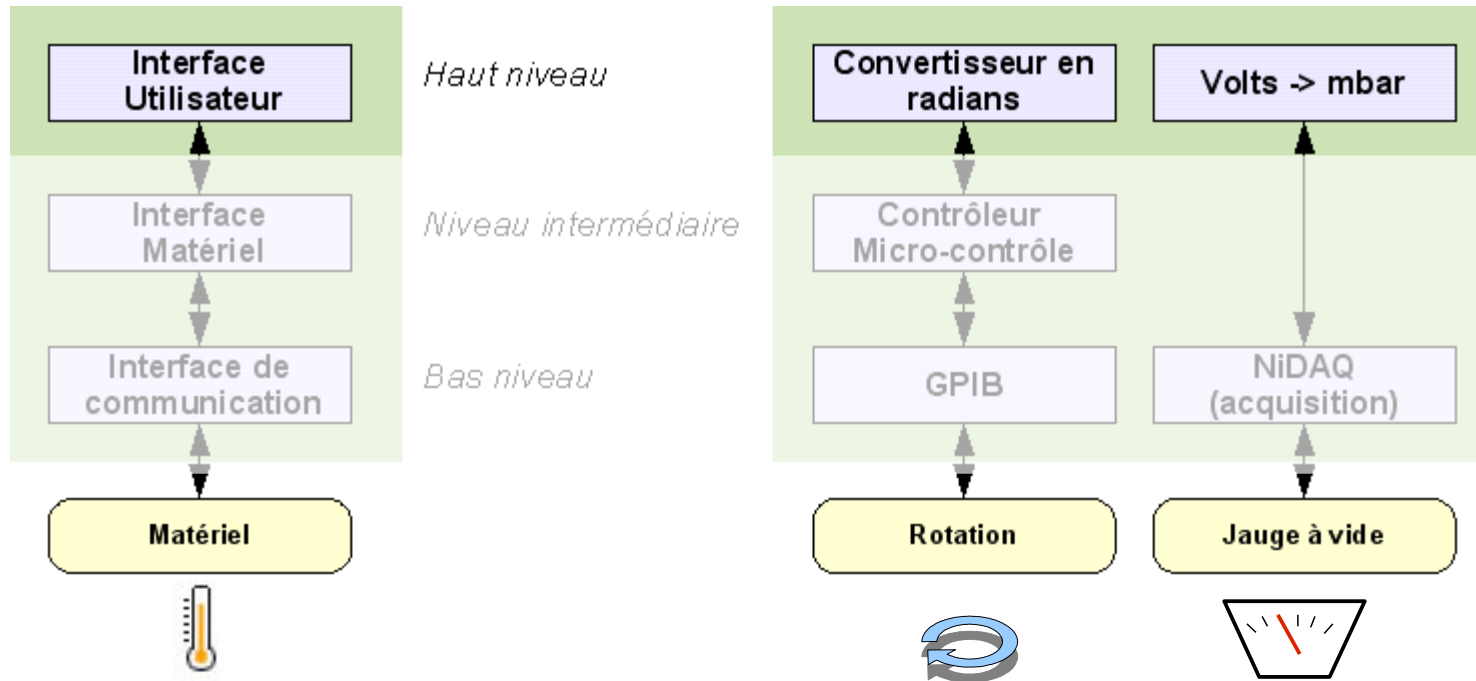 Interface
Utilisateur
Haut niveau
Convertisseur en
radians
Volts -> mbar
Interface
Matériel
Niveau intermédiaire
Contrôleur
Micro-contrôle
Interface de
communication
Bas niveau
GPIB
NiDAQ
(acquisition)
Matériel
Rotation
Jauge à vide